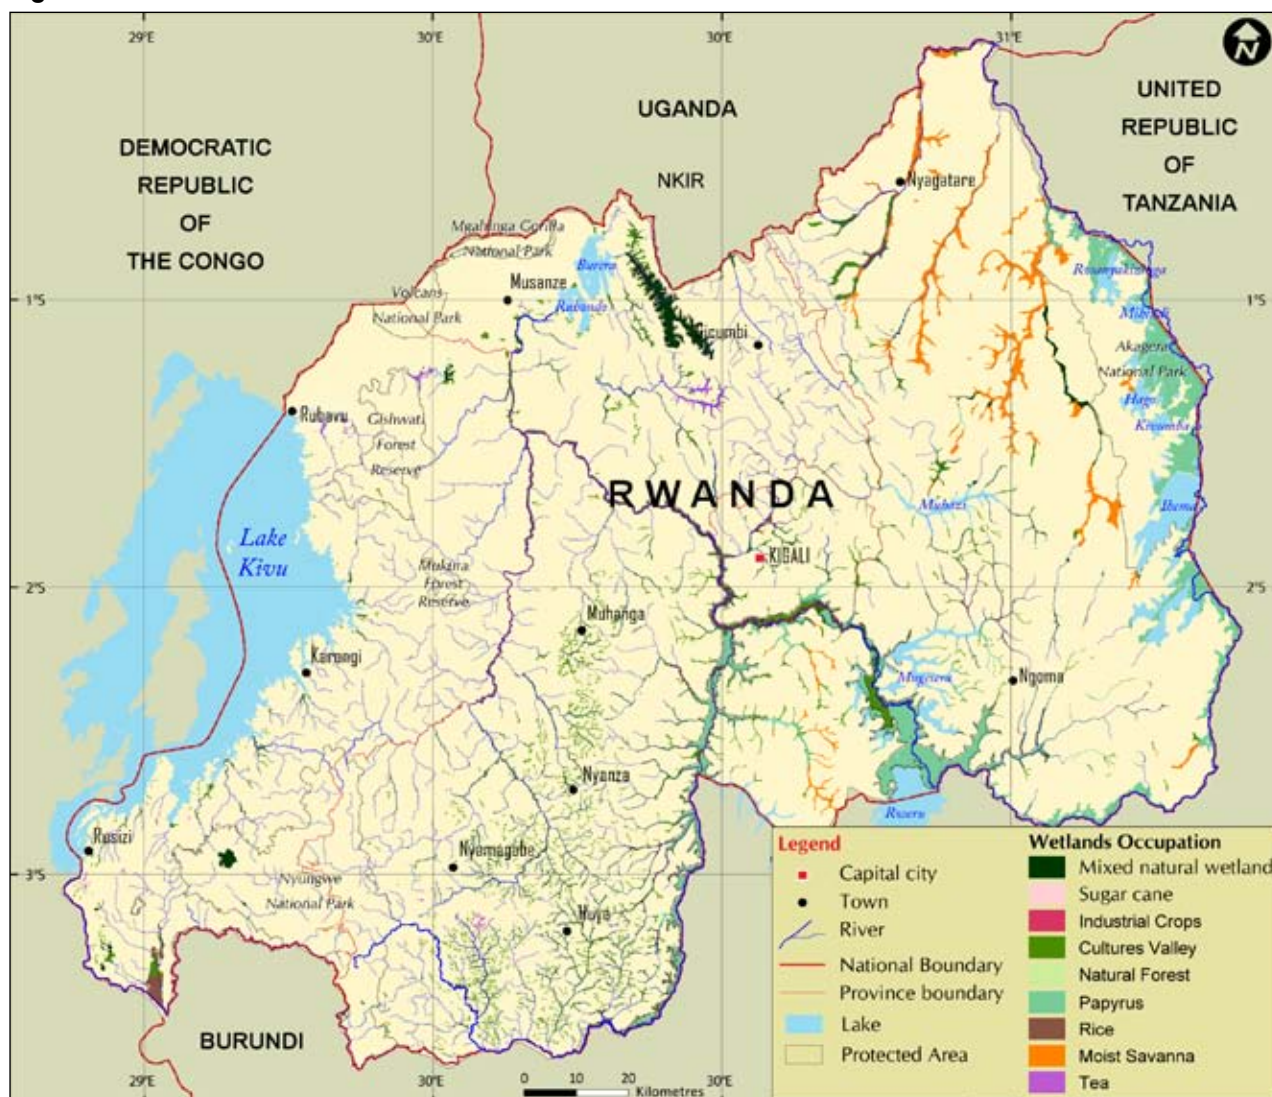 29°E
30°E
30°E
31°E
N
UGANDA
UNITED
REPUBLIC
OF
TANZANIA
DEMOCRATIC
REPUBLIC
OF
THE CONGO
NKIR
Nyagatare
Mgahinga Gorilla
National Park
Burera
Musanze
Volcans
National Park
1°S
1°S
Akagera
National Park
Hago
Rubavu
Gishwati
Forest
Reserve
RWANDA
Muhazi
Ihema
Lake
Kivu
KIGALI
Mukura
Forest
Reserve
2°S
2°S
Muhanga
Karongi
Mugesera
Ngoma
Nyanza
Rweru
Rusizi
Nyamagabe
3°S
Nyungwe
National Park
BURUNDI
Legend
Capital city
Town
River
National Boundary
Province boundary
Lake
Protected Area
Wetlands Occupation
Mixed natural wetland
Sugar cane
Industrial Crops
Cultures Valley
Natural Forest
Papyrus
Rice
Moist Savanna
Tea
0 10 20
Kilometres
29°E
30°E
30°E